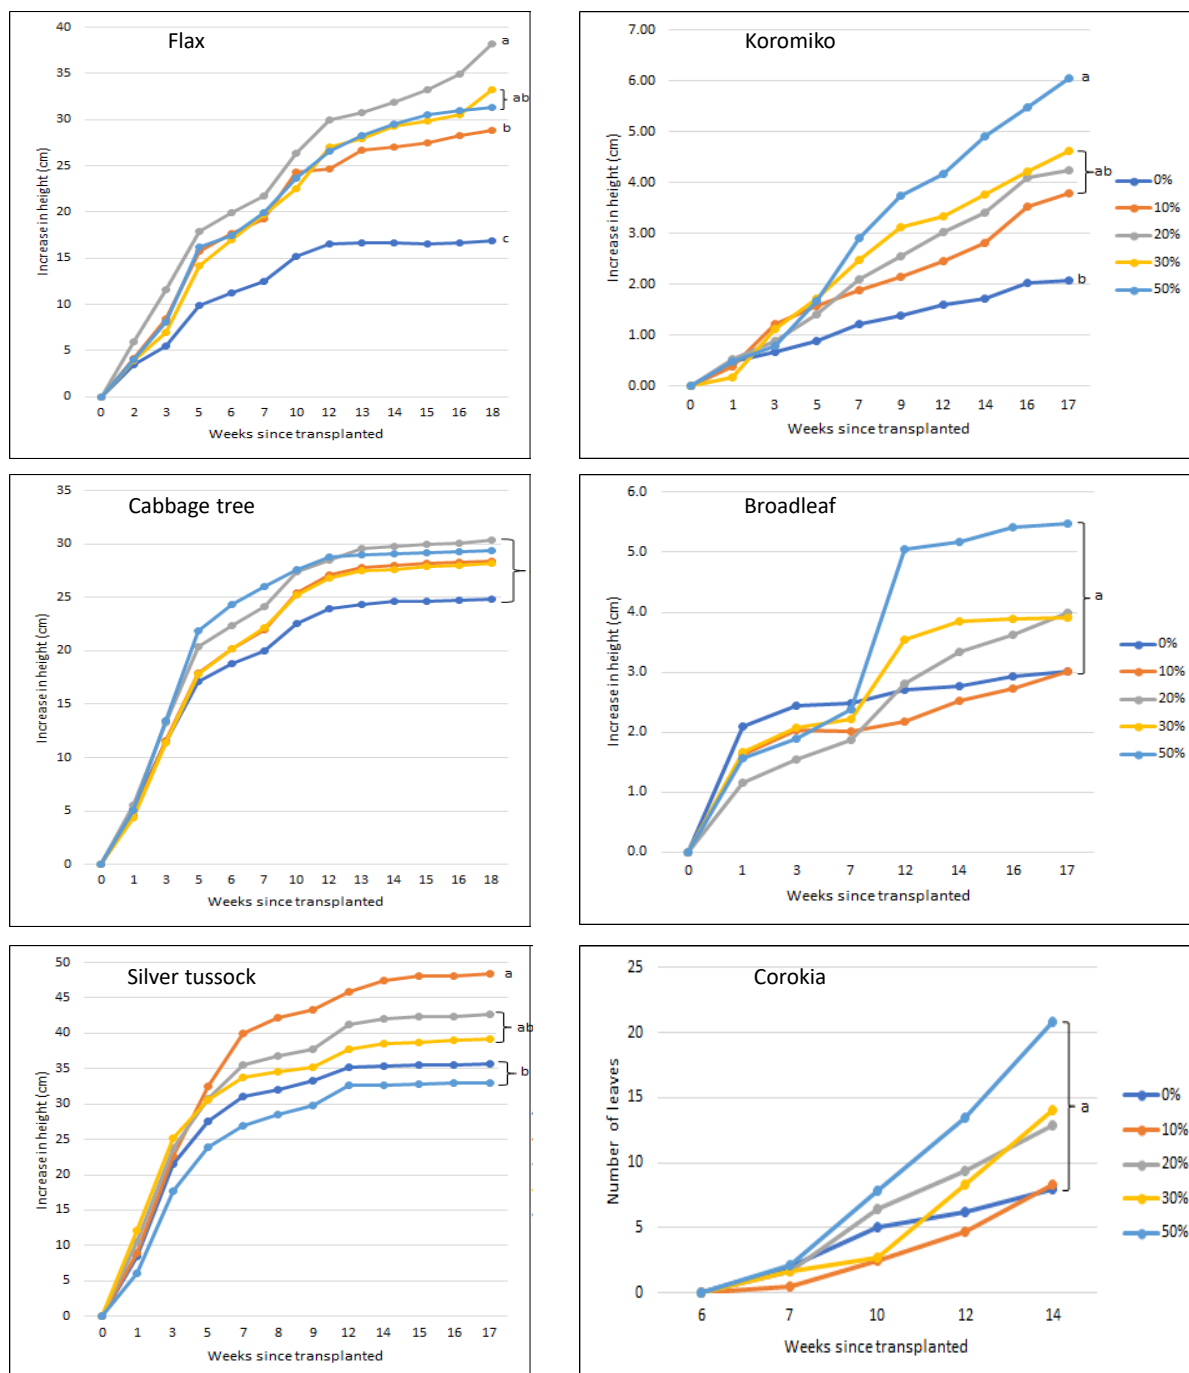 Flax
40
35
30
25
20
15
10
5
0
Increase in height (cm)
a
ab
b
c
0 2 3 5 6 7 10 12 13 14 15 16 18
Weeks since transplanted
Koromiko
7.00
6.00
5.00
4.00
3.00
2.00
1.00
0.00
Increase in height (cm)
a
ab
b
0 1 3 5 7 9 12 14 16 17
Weeks since transplanted
0%
10%
20%
30%
50%
Cabbage tree
35
30
25
20
15
10
5
0
Increase in height (cm)
0 1 3 5 6 7 10 12 13 14 15 16 18
Weeks since transplanted
Broadleaf
6.0
5.0
4.0
3.0
2.0
1.0
0.0
Increase in height (cm)
a
0 1 3 7 12 14 16 17
Weeks since transplanted
0%
10%
20%
30%
50%
Silver tussock
50
45
40
35
30
25
20
15
10
5
0
Increase in height (cm)
a
ab
b
0 1 3 5 7 8 9 12 14 15 16 17
Weeks since transplanted
Corokia
25
20
15
10
5
0
Number of leaves
a
6 7 10 12 14
Weeks since transplanted
0%
10%
20%
30%
50%